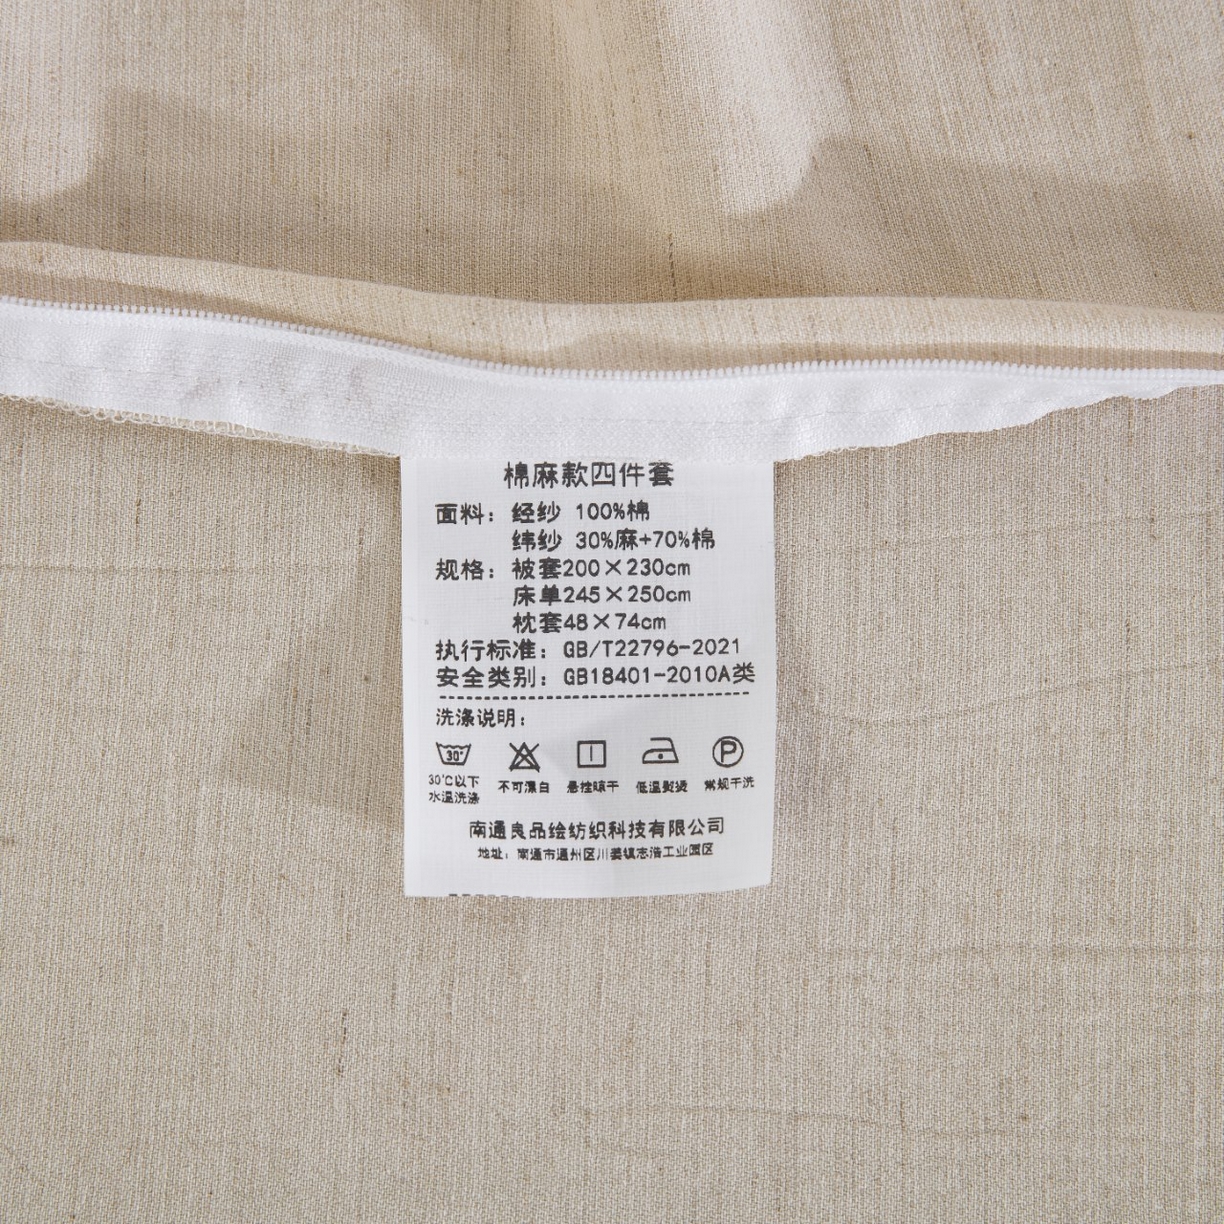 棉麻款四件套
面料：经纱 100%棉
纬纱 30%麻+70%棉
规格：被套200×230cm
床单245×250cm
枕套48×74cm
执行标准：GB/T22796-2021
安全类别：GB18401-2010A类
洗涤说明：
30°
P
30℃以下 不可漂白 悬挂晾干 低温熨烫 常规干洗
水温洗涤
南通良品绘纺织科技有限公司
地址：南通市通州区川姜镇志浩工业园区